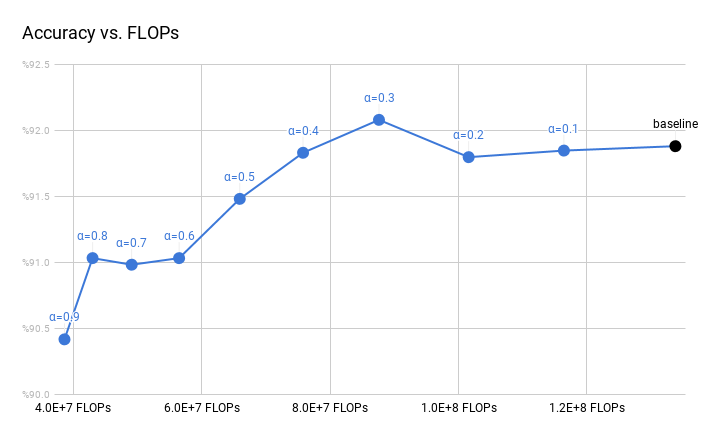 Accuracy vs. FLOPs
%92.5
α=0.3
baseline
%92.0
α=0.4
α=0.2
α=0.1
α=0.5
%91.5
α=0.8
α=0.7
α=0.6
%91.0
α=0.9
%90.5
%90.0
4.0E+7 FLOPs
6.0E+7 FLOPs
8.0E+7 FLOPs
1.0E+8 FLOPs
1.2E+8 FLOPs